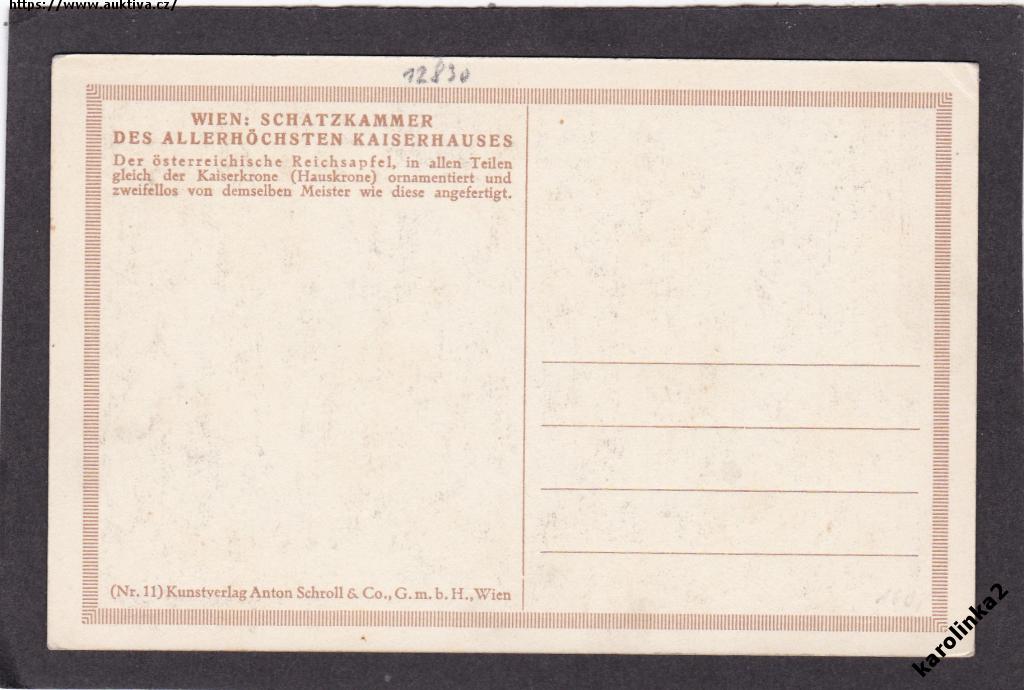 https://www.auktiva.cz/
12830
WIEN: SCHATZKAMMER
DES ALLERHÖCHSTEN KAISERHAUSES
Der österreichische Reichsapfel, in allen Teilen
gleich der Kaiserkrone (Hauskrone) ornamentiert und
zweifellos von demselben Meister wie diese angefertigt.
(Nr. 11) Kunstverlag Anton Schroll & Co., G. m. b. H., Wien
karolinka2